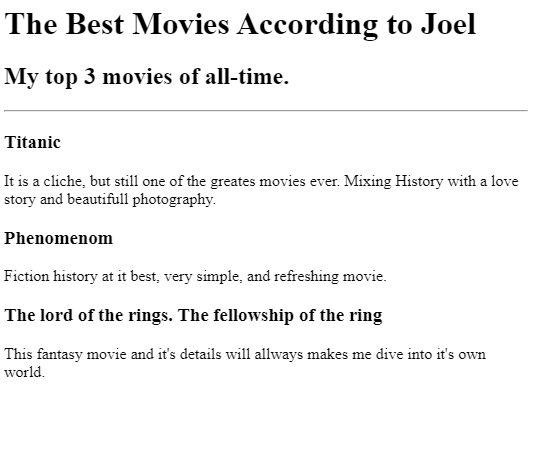 The Best Movies According to Joel
My top 3 movies of all-time.
Titanic
It is a cliche, but still one of the greates movies ever. Mixing History with a love
story and beautifull photography.
Phenomenom
Fiction history at it best, very simple, and refreshing movie.
The lord of the rings. The fellowship of the ring
This fantasy movie and it's details will allways makes me dive into it's own
world.